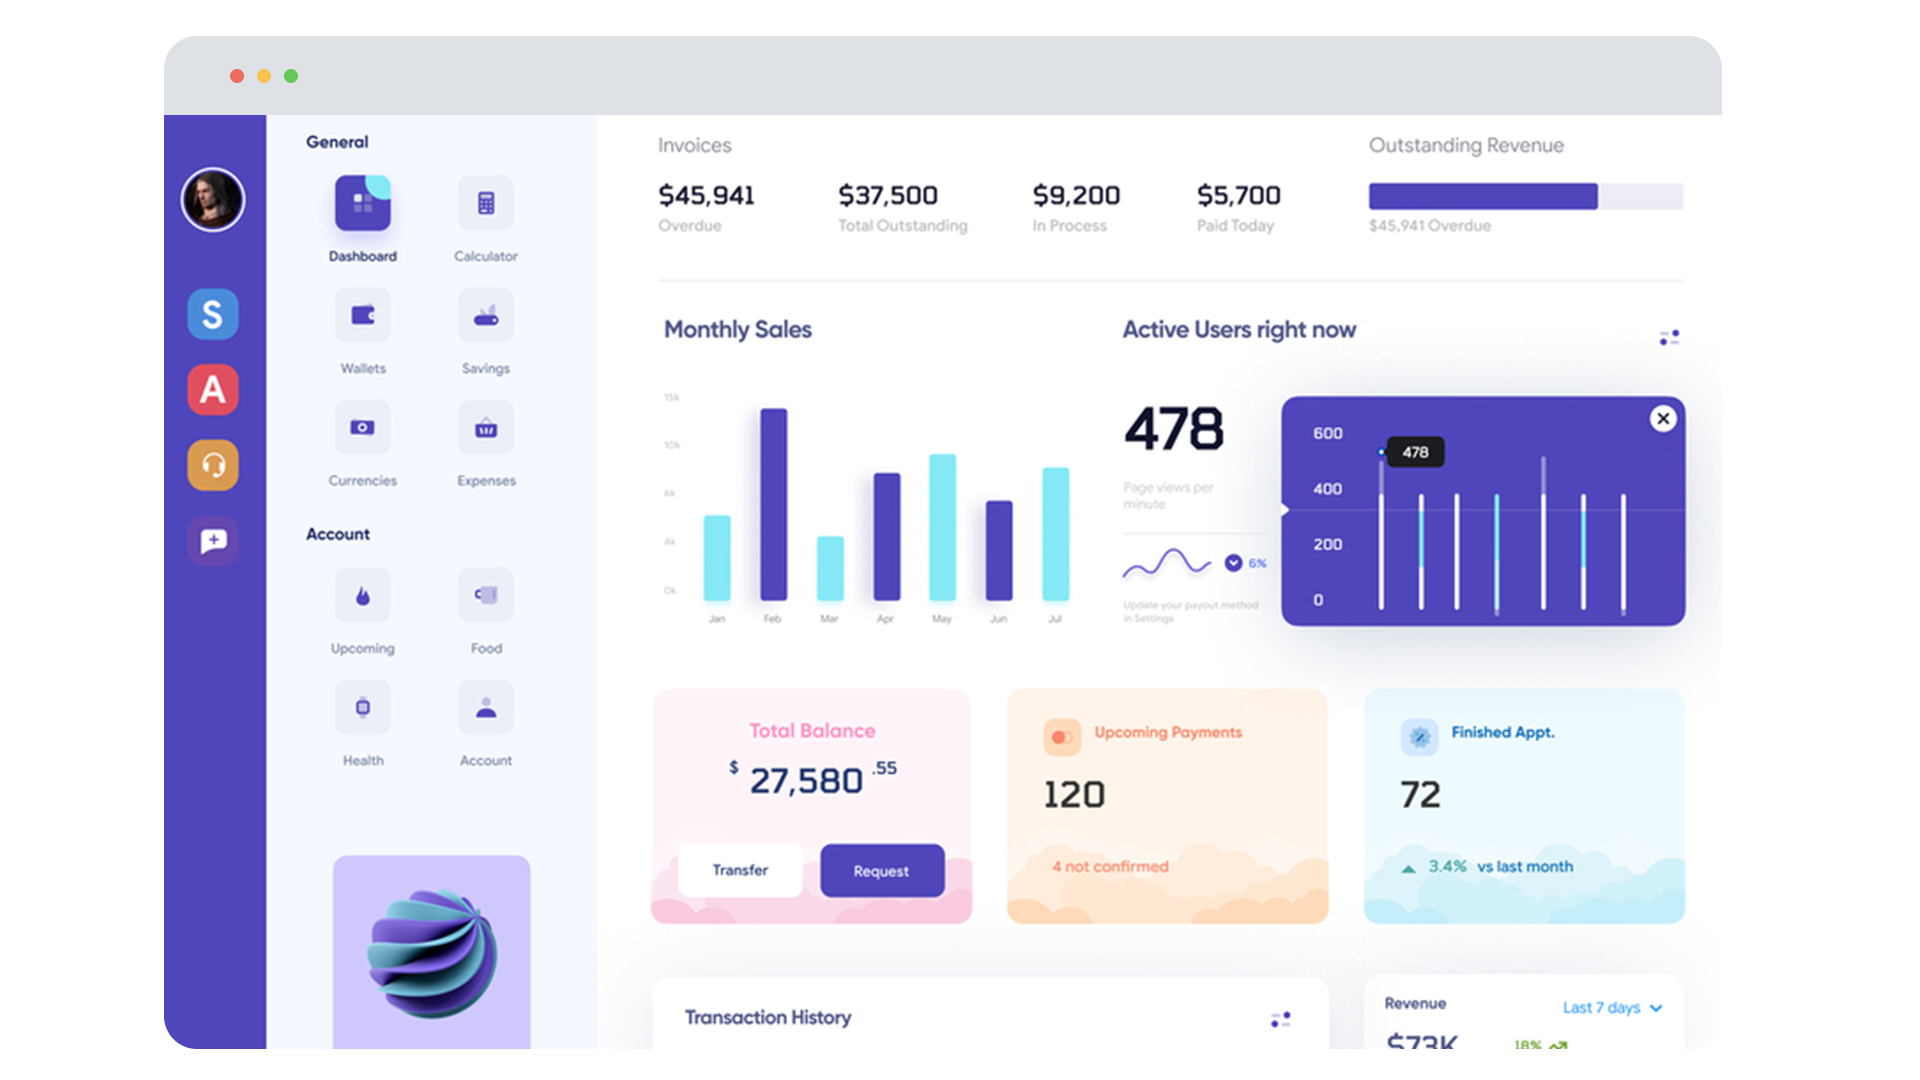 General
Dashboard
Calculator
Wallets
Savings
Currencies
Expenses
Account
Upcoming
Food
Health
Account
S
A
Invoices
$45,941
Overdue
$37,500
Total Outstanding
$9,200
In Process
$5,700
Paid Today
Outstanding Revenue
$45,941 Overdue
Monthly Sales
15k
10k
6k
4k
0k
Jan
Feb
Mar
Apr
May
Jun
Jul
Active Users right now
478
Page views per
minute
6%
Update your payout method
in Settings
600
400
200
0
478
Total Balance
$ 27,580 .55
Transfer
Request
Upcoming Payments
120
4 not confirmed
Finished Appt.
72
3.4% vs last month
Transaction History
Revenue
Last 7 days
$73K
18%